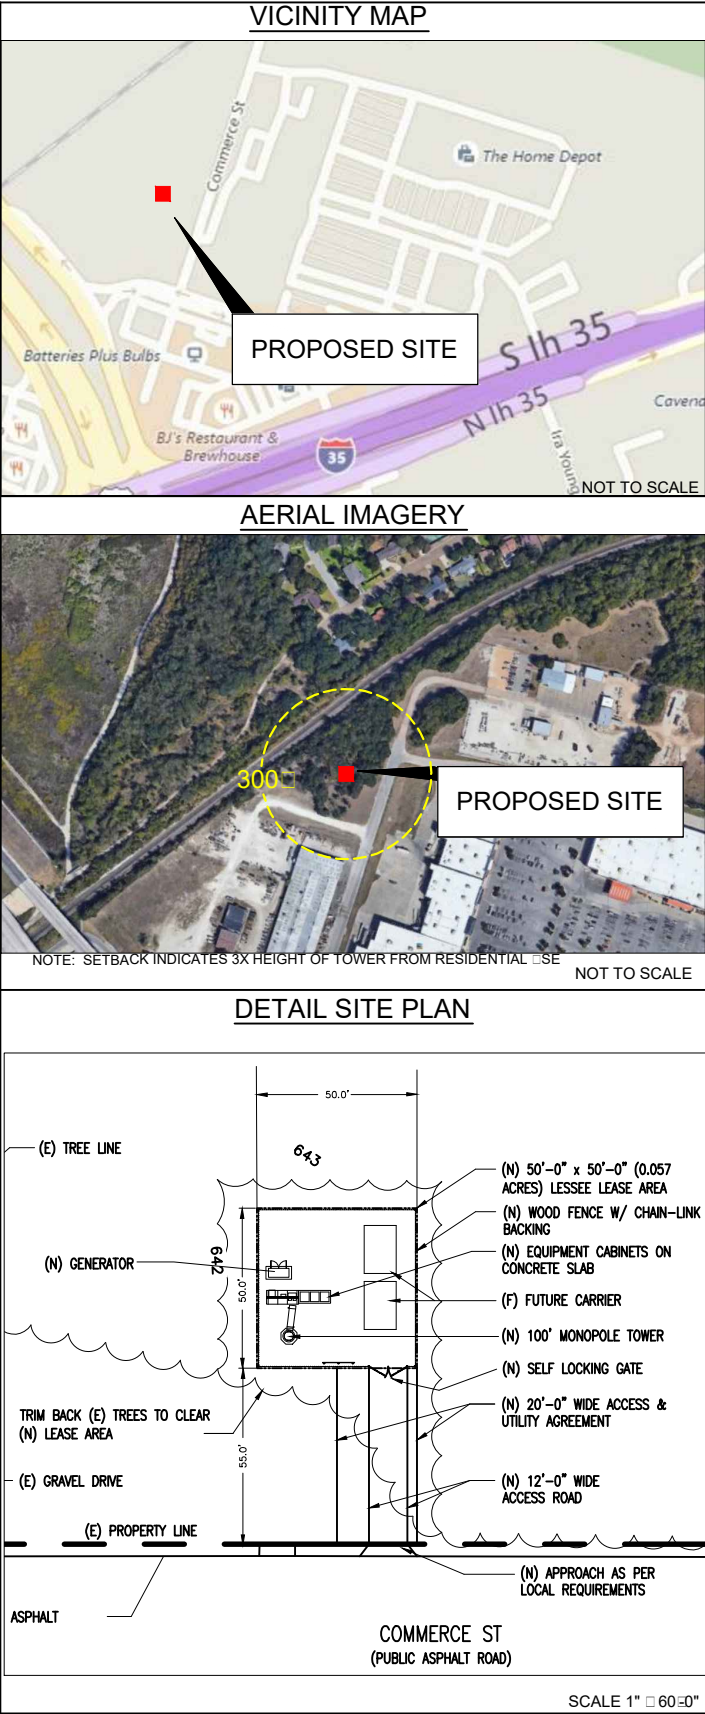 VICINITY MAP
Commerce St
The Home Depot
Batteries Plus Bulbs
PROPOSED SITE
S Ih 35
N Ih 35
Cavend
BJ's Restaurant &
Brewhouse
35
Ira Young
NOT TO SCALE
AERIAL IMAGERY
300□
PROPOSED SITE
NOTE: SETBACK INDICATES 3X HEIGHT OF TOWER FROM RESIDENTIAL □SE
NOT TO SCALE
DETAIL SITE PLAN
50.0'
(E) TREE LINE
643
(N) 50'-0" x 50'-0" (0.057
ACRES) LESSEE LEASE AREA
(N) WOOD FENCE W/ CHAIN-LINK
BACKING
(N) GENERATOR
642
50.0'
(N) EQUIPMENT CABINETS ON
CONCRETE SLAB
(F) FUTURE CARRIER
(N) 100' MONOPOLE TOWER
(N) SELF LOCKING GATE
TRIM BACK (E) TREES TO CLEAR
(N) LEASE AREA
(N) 20'-0" WIDE ACCESS &
UTILITY AGREEMENT
55.0'
(E) GRAVEL DRIVE
(N) 12'-0" WIDE
ACCESS ROAD
(E) PROPERTY LINE
(N) APPROACH AS PER
LOCAL REQUIREMENTS
ASPHALT
COMMERCE ST
(PUBLIC ASPHALT ROAD)
SCALE 1" □ 60□0"